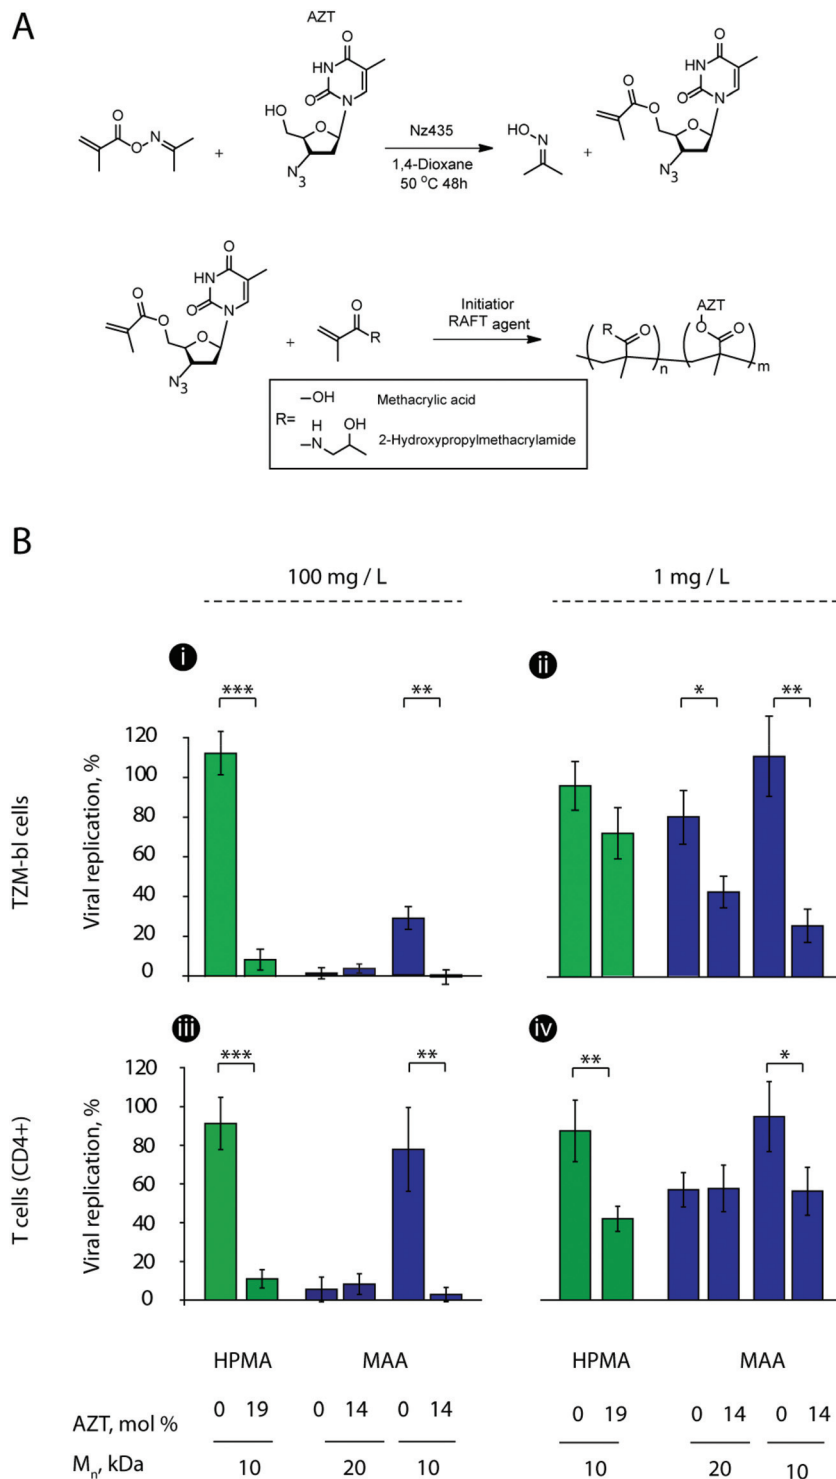 A
AZT
O
HN
O
N
O
HO
O
N
O
+
N3
Nz435
1,4-Dioxane
50 °C 48h
HO
N
+
O
HN
O
N
O
O
O
N3
O
HN
O
N
O
O
O
N3
+
O
R
Initiatior
RAFT agent
R
O
n
AZT
O
O
m
R=
–OH Methacrylic acid
H
N
OH
2-Hydroxypropylmethacrylamide
B
100 mg / L
1 mg / L
i
ii
***
**
*
**
TZM-bl cells
Viral replication, %
120
100
80
60
40
20
0
iii
iv
***
**
**
*
T cells (CD4+)
Viral replication, %
120
100
80
60
40
20
0
HPMA MAA HPMA MAA
AZT, mol % 0 19 0 14 0 14 0 19 0 14 0 14
Mn, kDa 10 20 10 10 20 10